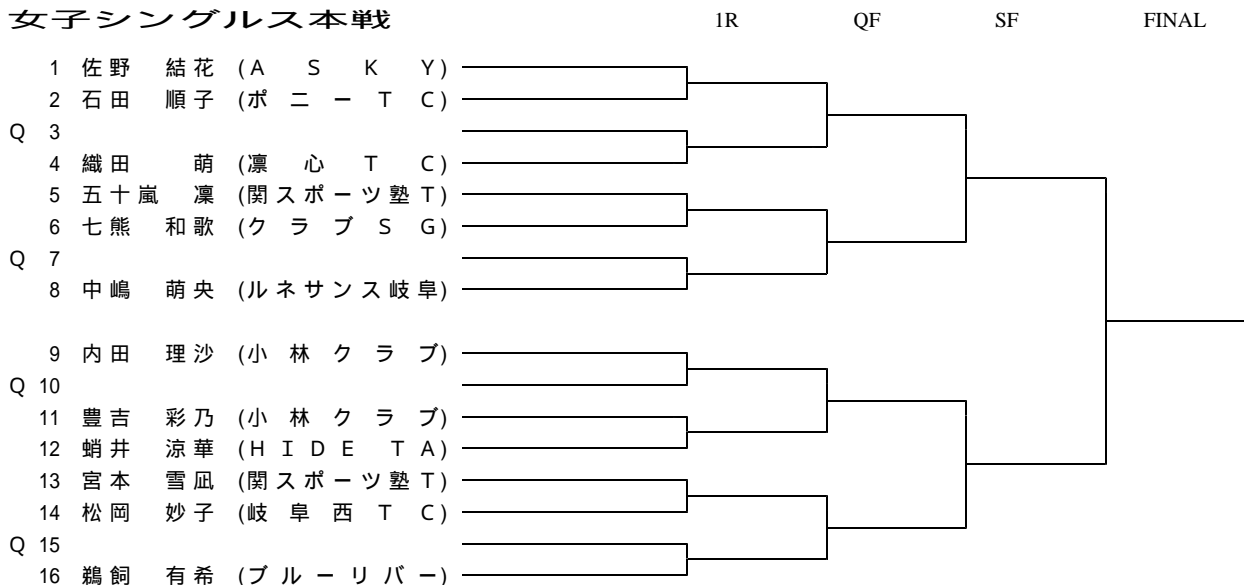 女子シングルス本戦 1R QF SF FINAL
1 佐野 結花 (ASKY)
2 石田 順子 (ポニーTC)
Q 3
4 織田 萌 (凛心TC)
5 五十嵐 凜 (関スポーツ塾T)
6 七熊 和歌 (クラブSG)
Q 7
8 中嶋 萌央 (ルネサンス岐阜)
9 内田 理沙 (小林クラブ)
Q 10
11 豊吉 彩乃 (小林クラブ)
12 蛸井 涼華 (HIDE TA)
13 宮本 雪凪 (関スポーツ塾T)
14 松岡 妙子 (岐阜西TC)
Q 15
16 鵜飼 有希 (ブルーリバー)